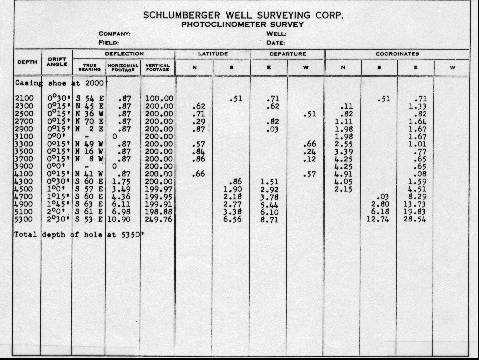 SCHLUMBERGER WELL SURVEYING CORP.
PHOTOCLINOMETER SURVEY
COMPANY: WELL:
FIELD: DATE:
DEPTH DRIFT ANGLE DEFLECTION LATITUDE DEPARTURE COORDINATES
TRUE BEARING HORIZONTAL FOOTAGE VERTICAL FOOTAGE N S E W N S E W
Casing shoe at 2000'
2100 0°30' S 54 E .87 100.00 .51 .71 .51 .71
2300 0°15' N 45 E .87 200.00 .62 .62 .11 1.33
2500 0°15' N 36 W .87 200.00 .71 .51 .82 .82
2700 0°15' N 70 E .87 200.00 .29 .82 1.11 1.64
2900 0°15' N 2 E .87 200.00 .87 .03 1.98 1.67
3100 0°0' - 0 200.00 1.98 1.67
3300 0°15' N 49 W .87 200.00 .57 .66 2.55 1.01
3500 0°15' N 16 W .87 200.00 .84 .24 3.39 .77
3700 0°15' N 8 W .87 200.00 .86 .12 4.25 .65
3900 0°0' - 0 200.00 4.25 .65
4100 0°15' N 41 W .87 200.00 .66 .57 4.91 .08
4300 0°30' S 60 E 1.75 200.00 .86 1.51 4.05 1.59
4500 1°0' S 57 E 3.49 199.97 1.90 2.92 2.15 4.51
4700 1°15' S 60 E 4.36 199.95 2.18 3.78 .03 8.29
4900 1°45' S 63 E 6.11 199.91 2.77 5.44 2.80 13.73
5100 2°0' S 61 E 6.98 198.88 3.38 6.10 6.18 19.83
5300 2°30' S 53 E 10.90 249.76 6.56 8.71 12.74 28.54
Total depth of hole at 5350'